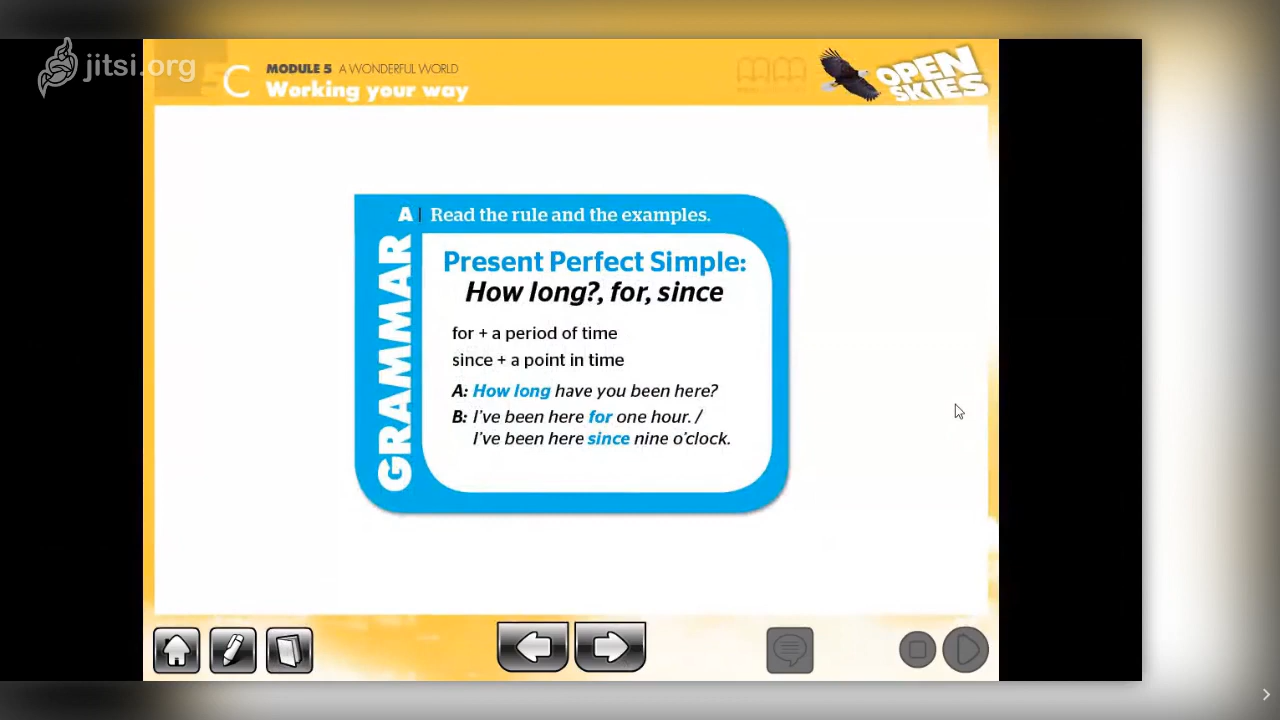 jitsi.org
C
MODULE 5 A WONDERFUL WORLD
Working your way
OPEN
SKIES
A | Read the rule and the examples.
GRAMMAR
Present Perfect Simple:
How long?, for, since
for + a period of time
since + a point in time
A: How long have you been here?
B: I've been here for one hour. /
I've been here since nine o'clock.